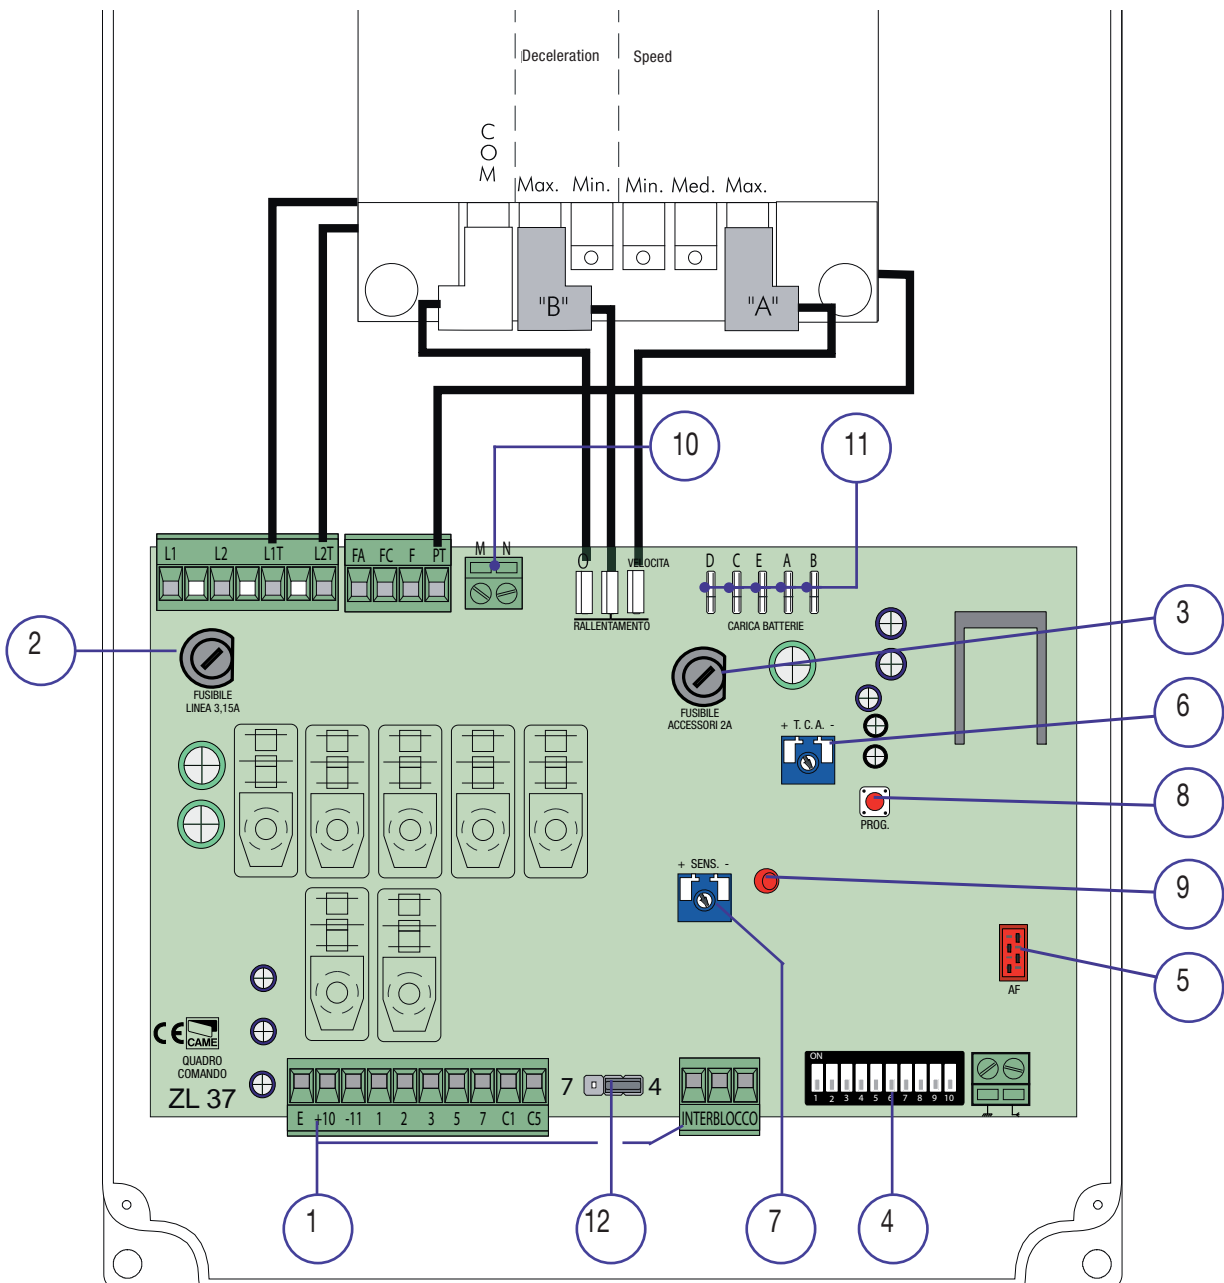 Deceleration Speed
COM
Max. Min. Min. Med. Max.
"B" "A"
10 11
L1 L2 L1T L2T FA FC F PT M N O VELOCITA D C E A B
RALLENTAMENTO CARICA BATTERIE
2 3
FUSIBILE
LINEA 3,15A
FUSIBILE
ACCESSORI 2A
+ T. C. A. -
6
8
PROG.
+ SENS. -
9
5
AF
CE CAME
QUADRO
COMANDO
ZL 37
ON
1 2 3 4 5 6 7 8 9 10
7 4
E +10 -11 1 2 3 5 7 C1 C5 INTERBLOCCO
1 12 7 4